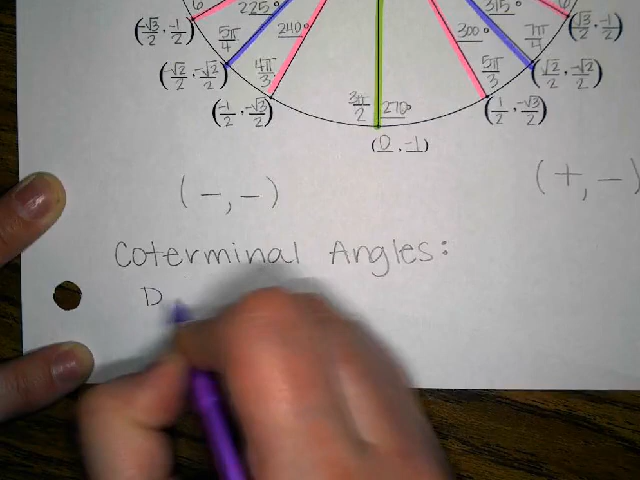 6 225° 315° 6
(-√3/2, -1/2) 5π/4 240° 300° 7π/4 (√3/2, -1/2)
(-√2/2, -√2/2) 4π/3 5π/3 (√2/2, -√2/2)
(-1/2, -√3/2) 3π/2 270° (1/2, -√3/2)
(0, -1)
(-, -) (+, -)
Coterminal Angles:
D